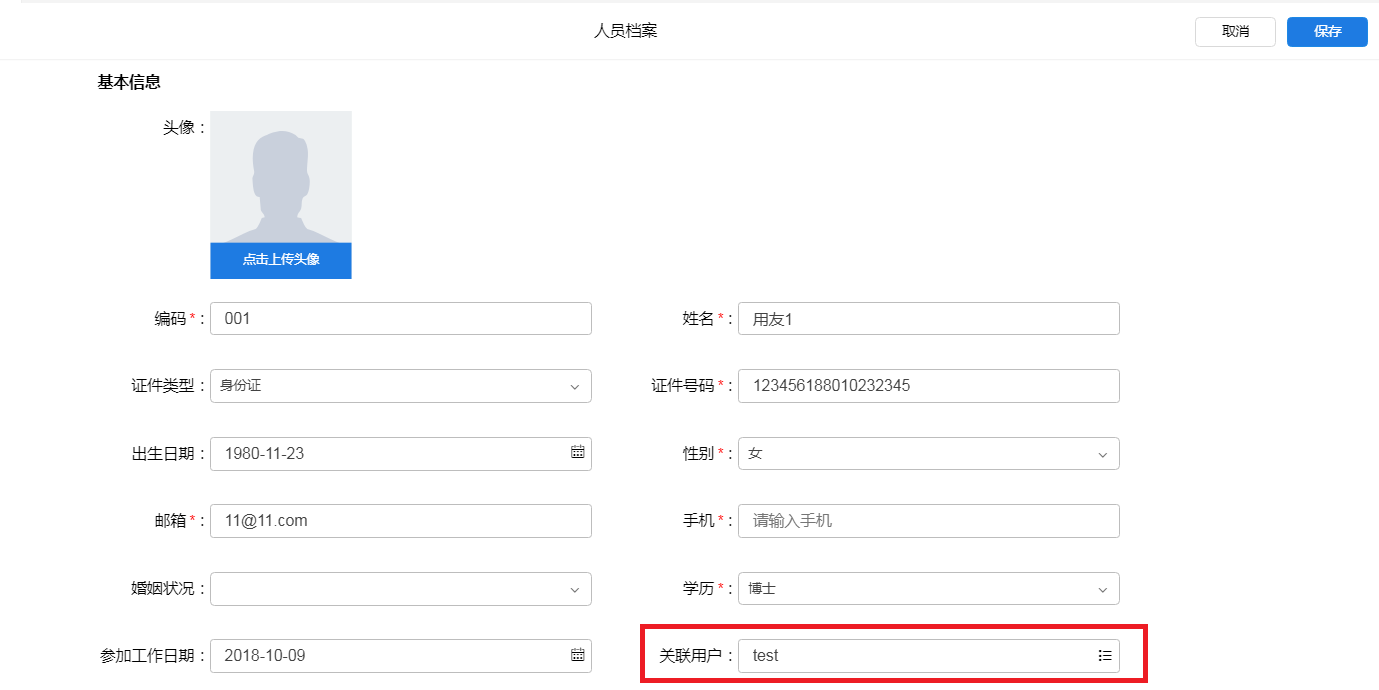 人员档案
取消
保存
基本信息
头像：
点击上传头像
编码*： 001
姓名*： 用友1
证件类型： 身份证
证件号码*： 123456188010232345
出生日期： 1980-11-23
性别*： 女
邮箱*： 11@11.com
手机*： 请输入手机
婚姻状况：
学历*： 博士
参加工作日期： 2018-10-09
关联用户： test